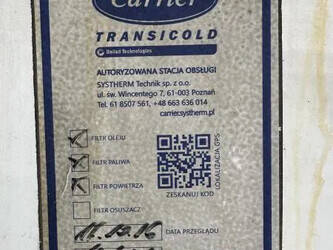 Carrier
TRANSICOLD
United Technologies
AUTORYZOWANA STACJA OBSŁUGI
SYSTHERM Technik sp. z o.o.
ul. św. Wincentego 7, 61-003 Poznań
Tel. 61 8507 561, +48 663 636 014
carrier.systherm.pl
FILTR OLEJU
FILTR PALIWA
FILTR POWIETRZA
FILTR OSUSZACZ
ZESKANUJ KOD
LOKALIZACJA GPS
DATA PRZEGLĄDU